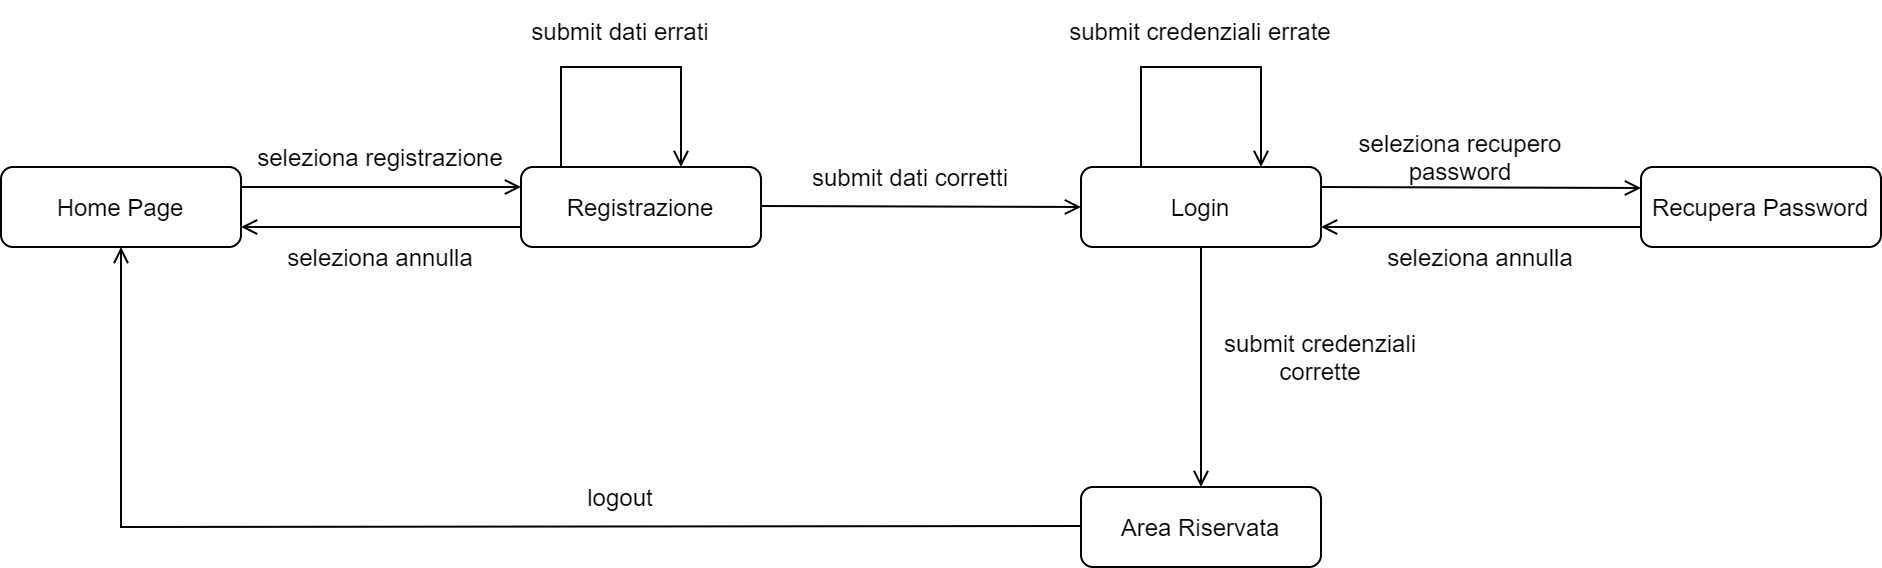 submit dati errati
submit credenziali errate
seleziona registrazione
seleziona recupero
password
submit dati corretti
Home Page
Registrazione
Login
Recupera Password
seleziona annulla
seleziona annulla
submit credenziali
corrette
logout
Area Riservata